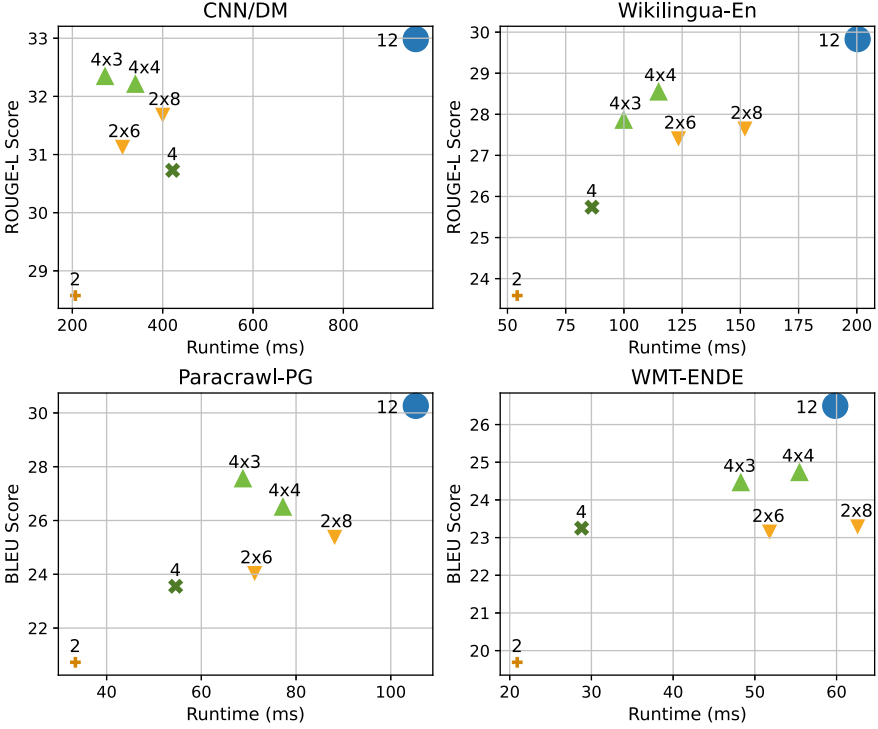 CNN/DM
ROUGE-L Score
33
32
31
30
29
28
12
4x3
4x4
2x8
2x6
4
2
200
400
600
800
Runtime (ms)
Wikilingua-En
ROUGE-L Score
30
29
28
27
26
25
24
12
4x4
4x3
2x6
2x8
4
2
50
75
100
125
150
175
200
Runtime (ms)
Paracrawl-PG
BLEU Score
30
28
26
24
22
12
4x3
4x4
2x8
2x6
4
2
40
60
80
100
Runtime (ms)
WMT-ENDE
BLEU Score
26
25
24
23
22
21
20
12
4x4
4x3
4
2x6
2x8
2
20
30
40
50
60
Runtime (ms)